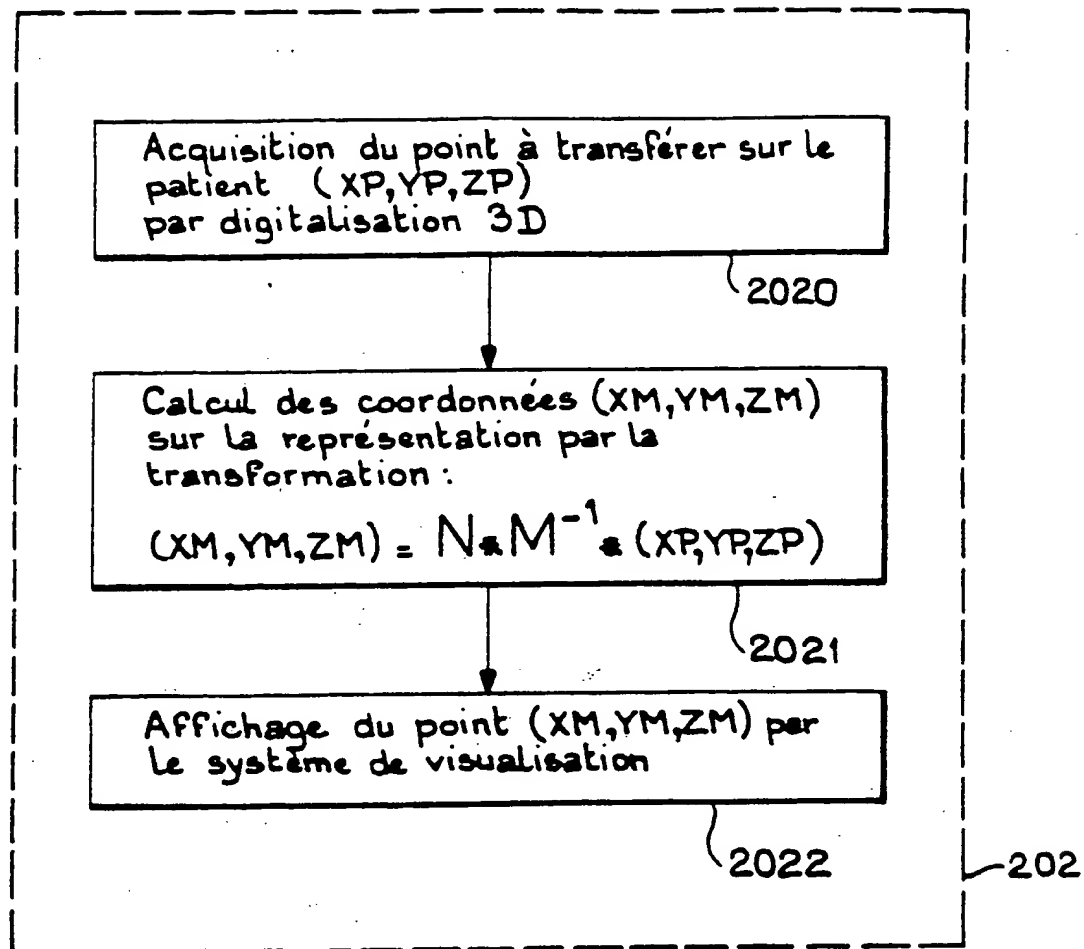 Acquisition du point à transférer sur le
patient (XP,YP,ZP)
par digitalisation 3D
2020
Calcul des coordonnées (XM,YM,ZM)
sur la représentation par la
transformation :
(XM,YM,ZM) = N * M⁻¹ * (XP,YP,ZP)
2021
Affichage du point (XM,YM,ZM) par
le système de visualisation
2022
202